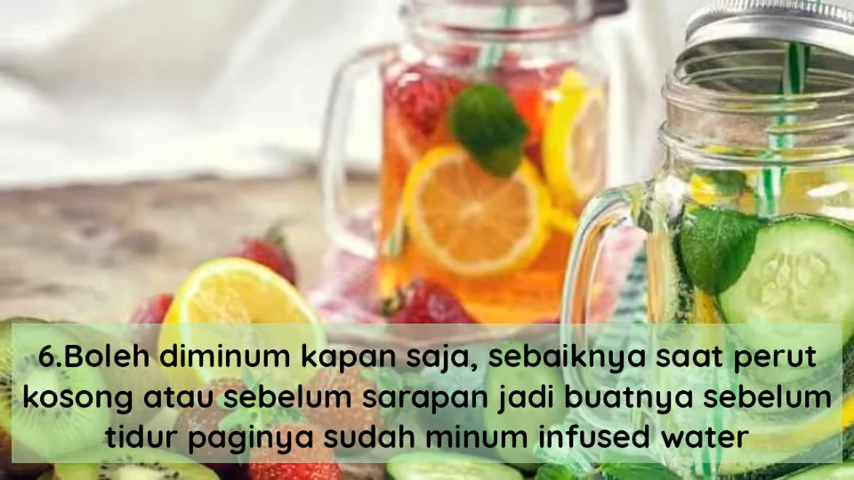 6.Boleh diminum kapan saja, sebaiknya saat perut
kosong atau sebelum sarapan jadi buatnya sebelum
tidur paginya sudah minum infused water